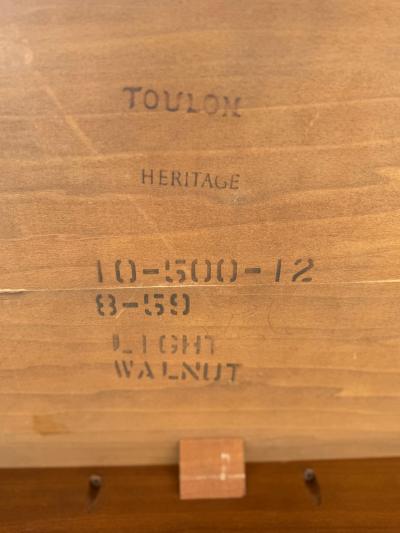 TOULON
HERITAGE
10-500-12
8-59
LIGHT
WALNUT